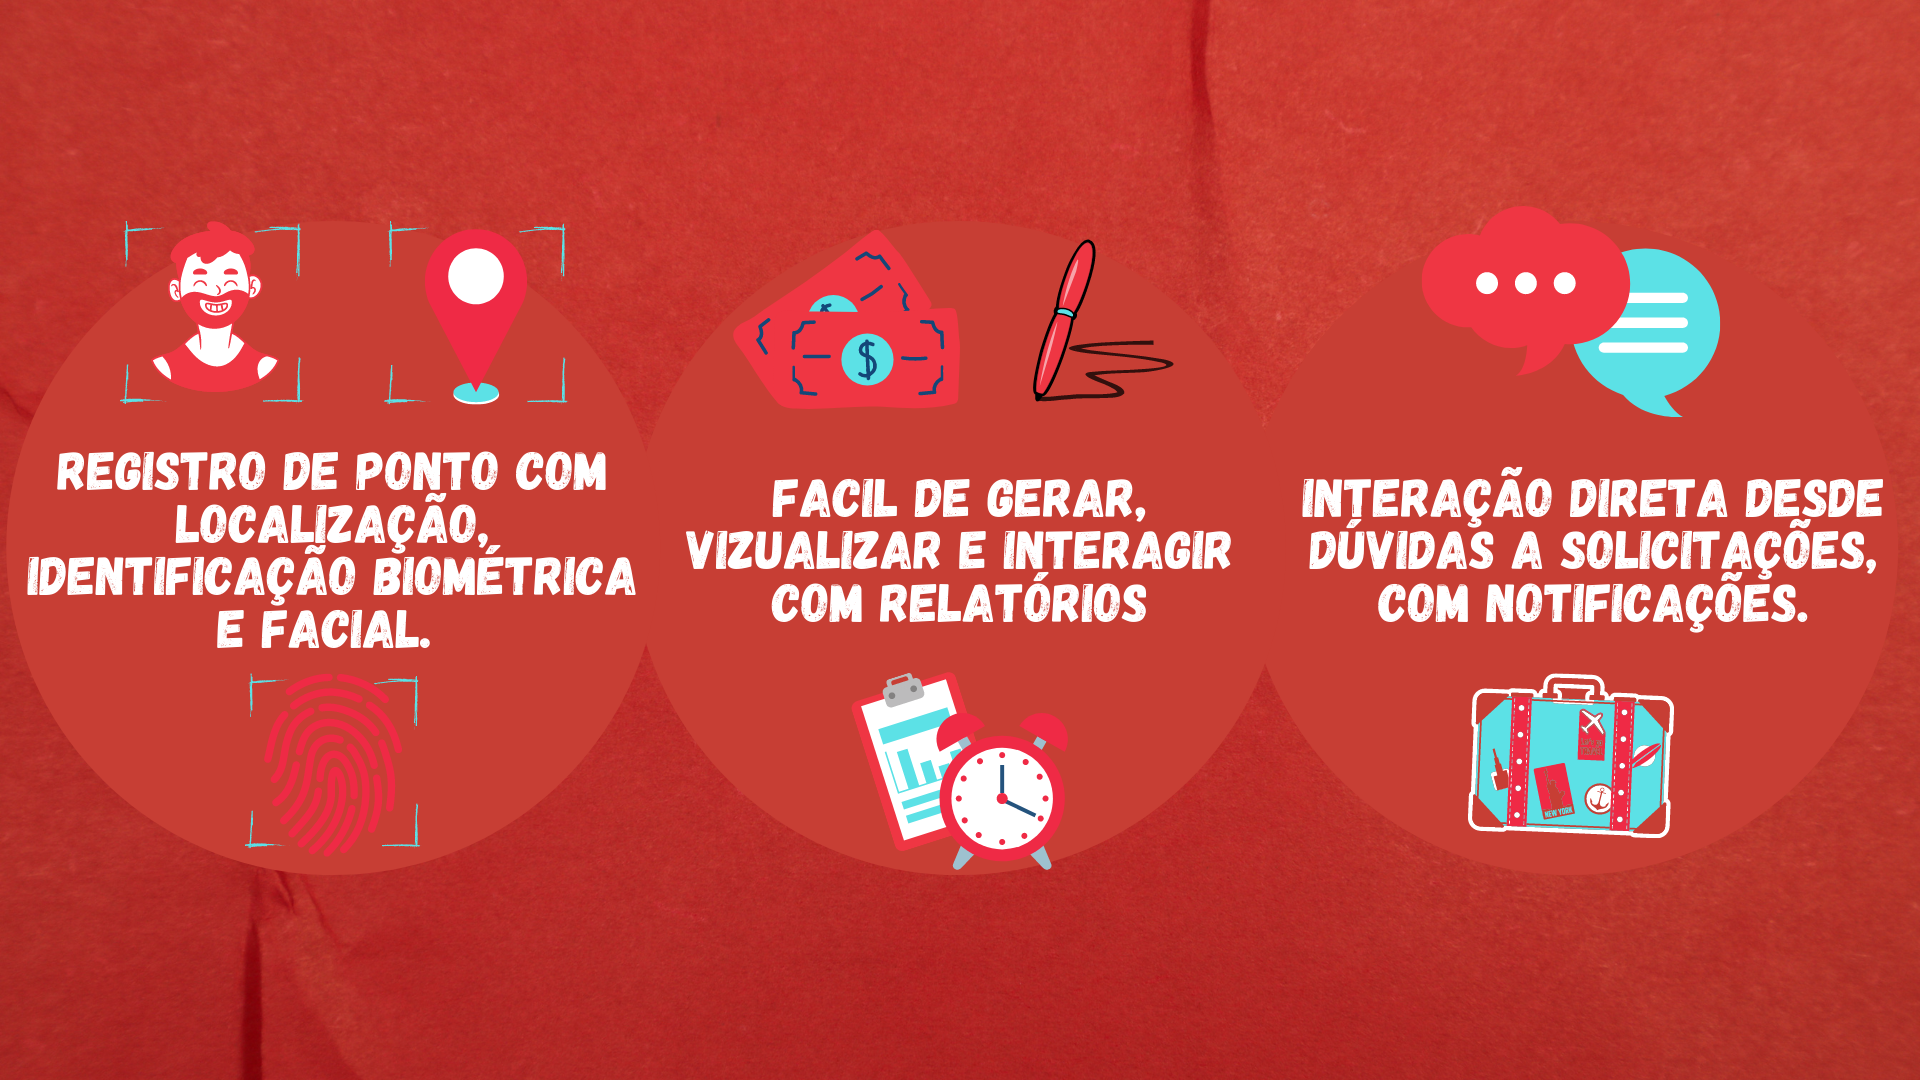 REGISTRO DE PONTO COM
LOCALIZAÇÃO,
IDENTIFICAÇÃO BIOMÉTRICA
E FACIAL.
FACIL DE GERAR,
VIZUALIZAR E INTERAGIR
COM RELATÓRIOS
$
INTERAÇÃO DIRETA DESDE
DÚVIDAS A SOLICITAÇÕES,
COM NOTIFICAÇÕES.
NEW YORK